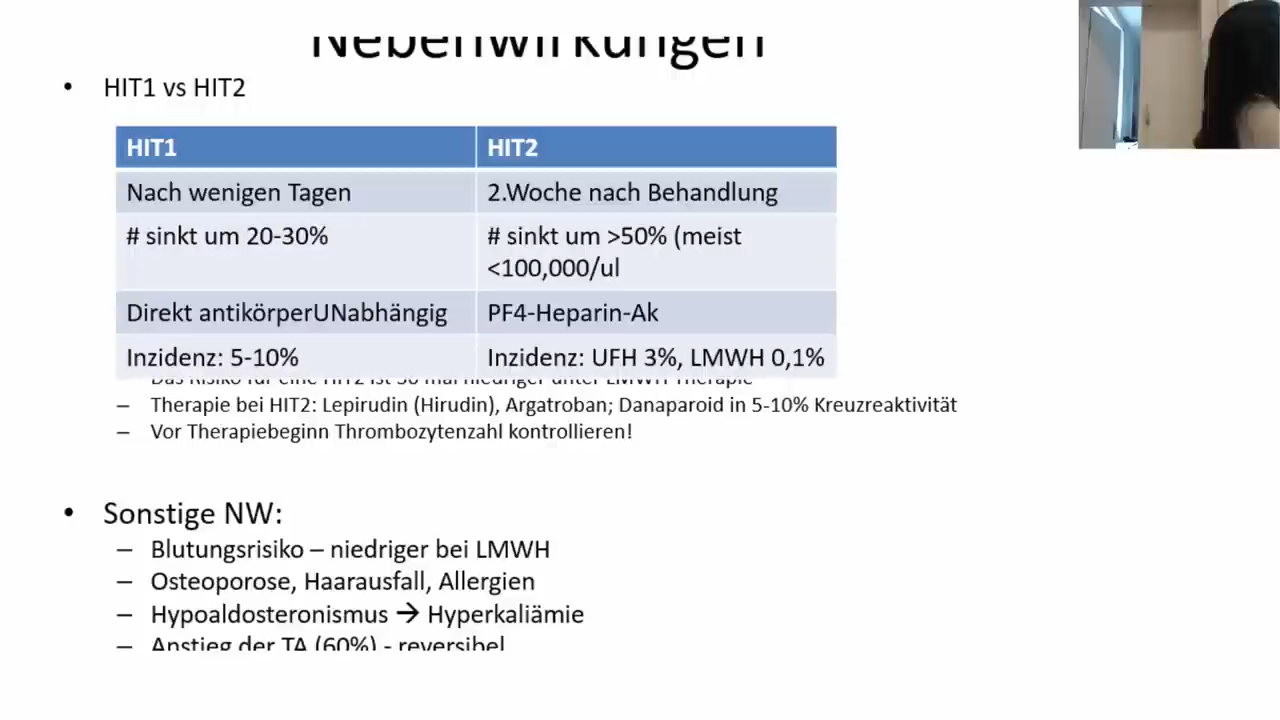 Nebenwirkungen
• HIT1 vs HIT2
HIT1 HIT2
Nach wenigen Tagen 2.Woche nach Behandlung
# sinkt um 20-30% # sinkt um >50% (meist
<100,000/ul
Direkt antikörperUNabhängig PF4-Heparin-Ak
Inzidenz: 5-10% Inzidenz: UFH 3%, LMWH 0,1%
Das Risiko für eine HIT2 ist 30 mal niedriger unter LMWH Therapie
– Therapie bei HIT2: Lepirudin (Hirudin), Argatroban; Danaparoid in 5-10% Kreuzreaktivität
– Vor Therapiebeginn Thrombozytenzahl kontrollieren!
• Sonstige NW:
– Blutungsrisiko – niedriger bei LMWH
– Osteoporose, Haarausfall, Allergien
– Hypoaldosteronismus → Hyperkaliämie
– Anstieg der TA (60%) - reversibel